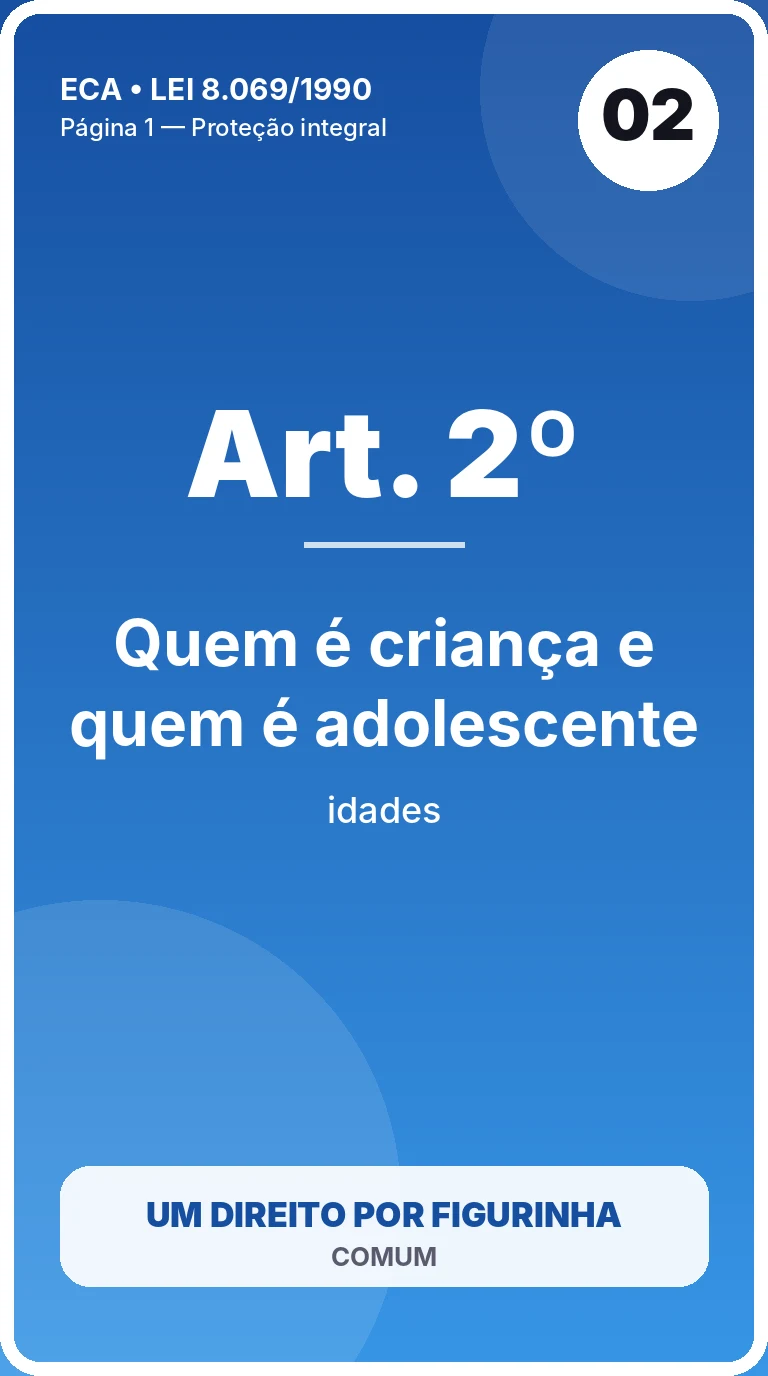 ECA • LEI 8.069/1990
Página 1 — Proteção integral
02
Art. 2º
Quem é criança e
quem é adolescente
idades
UM DIREITO POR FIGURINHA
COMUM